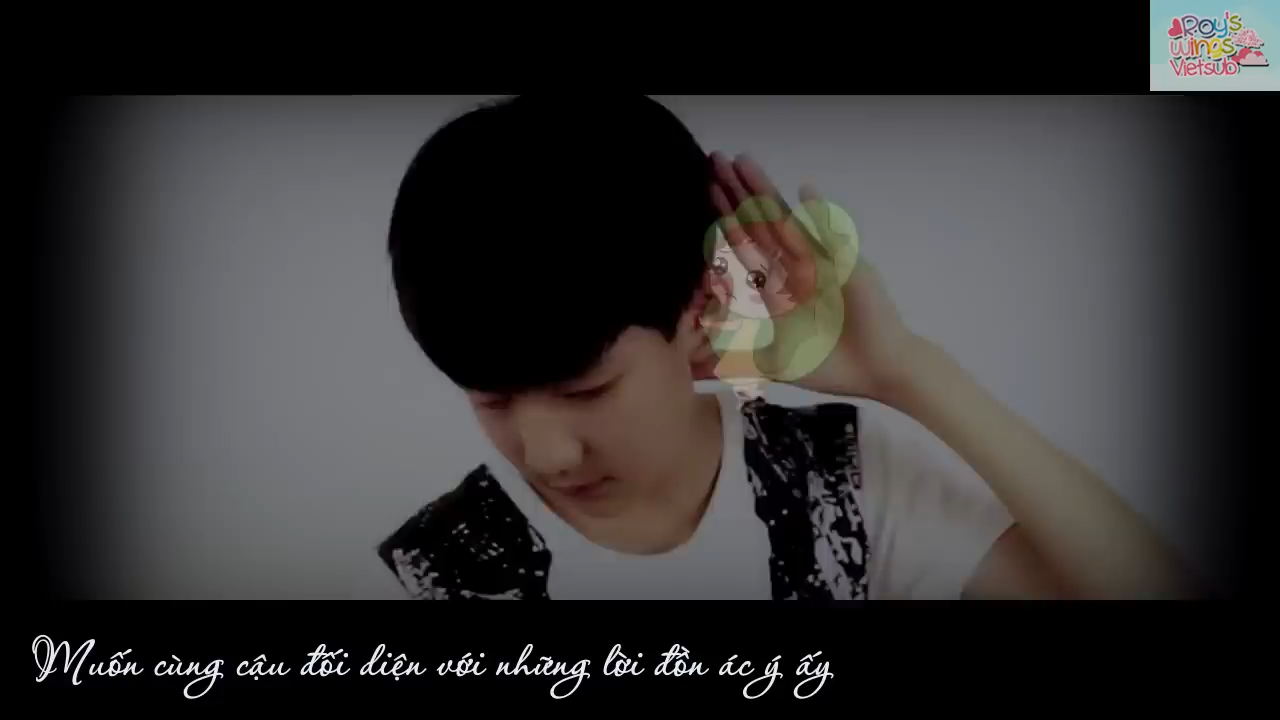 Roy's
wings
Vietsub
Muốn cùng cậu đối diện với những lời đồn ác ý ấy